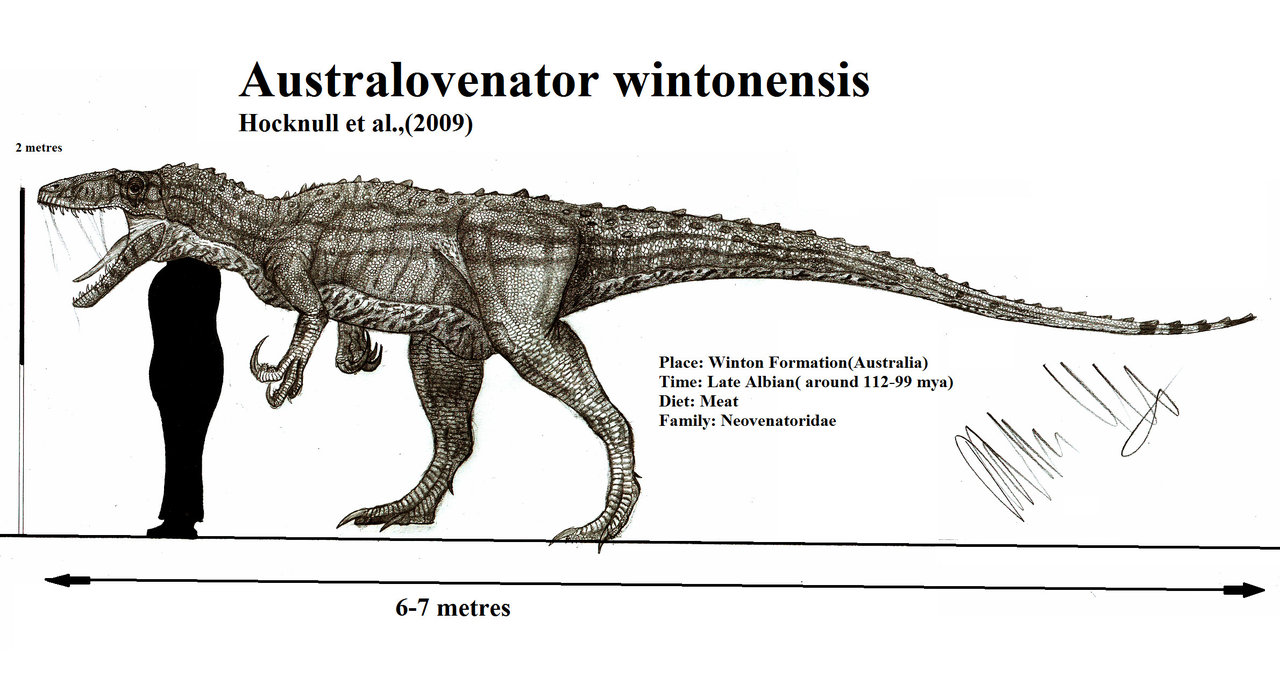 Australovenator wintonensis
Hocknull et al.,(2009)
2 metres
Place: Winton Formation(Australia)
Time: Late Albian( around 112-99 mya)
Diet: Meat
Family: Neovenatoridae
6-7 metres